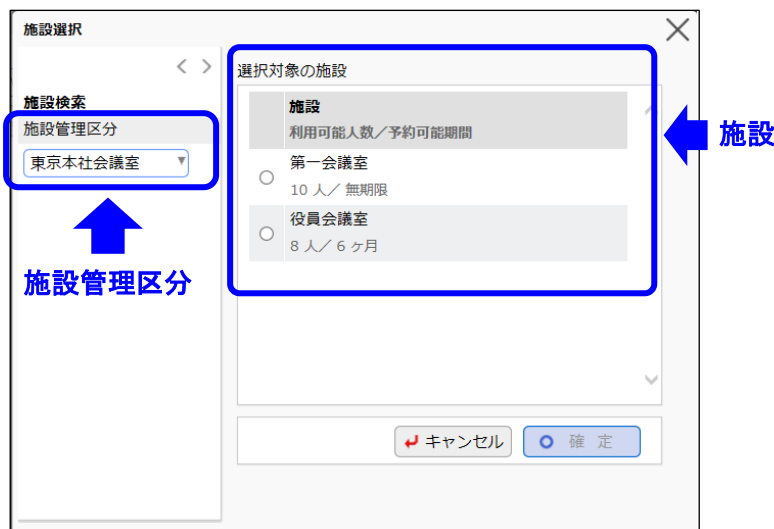 施設選択
施設検索
施設管理区分
東京本社会議室
施設管理区分
選択対象の施設
施設
利用可能人数／予約可能期間
第一会議室
10 人／ 無期限
役員会議室
8 人／ 6 ヶ月
キャンセル
確 定
施設